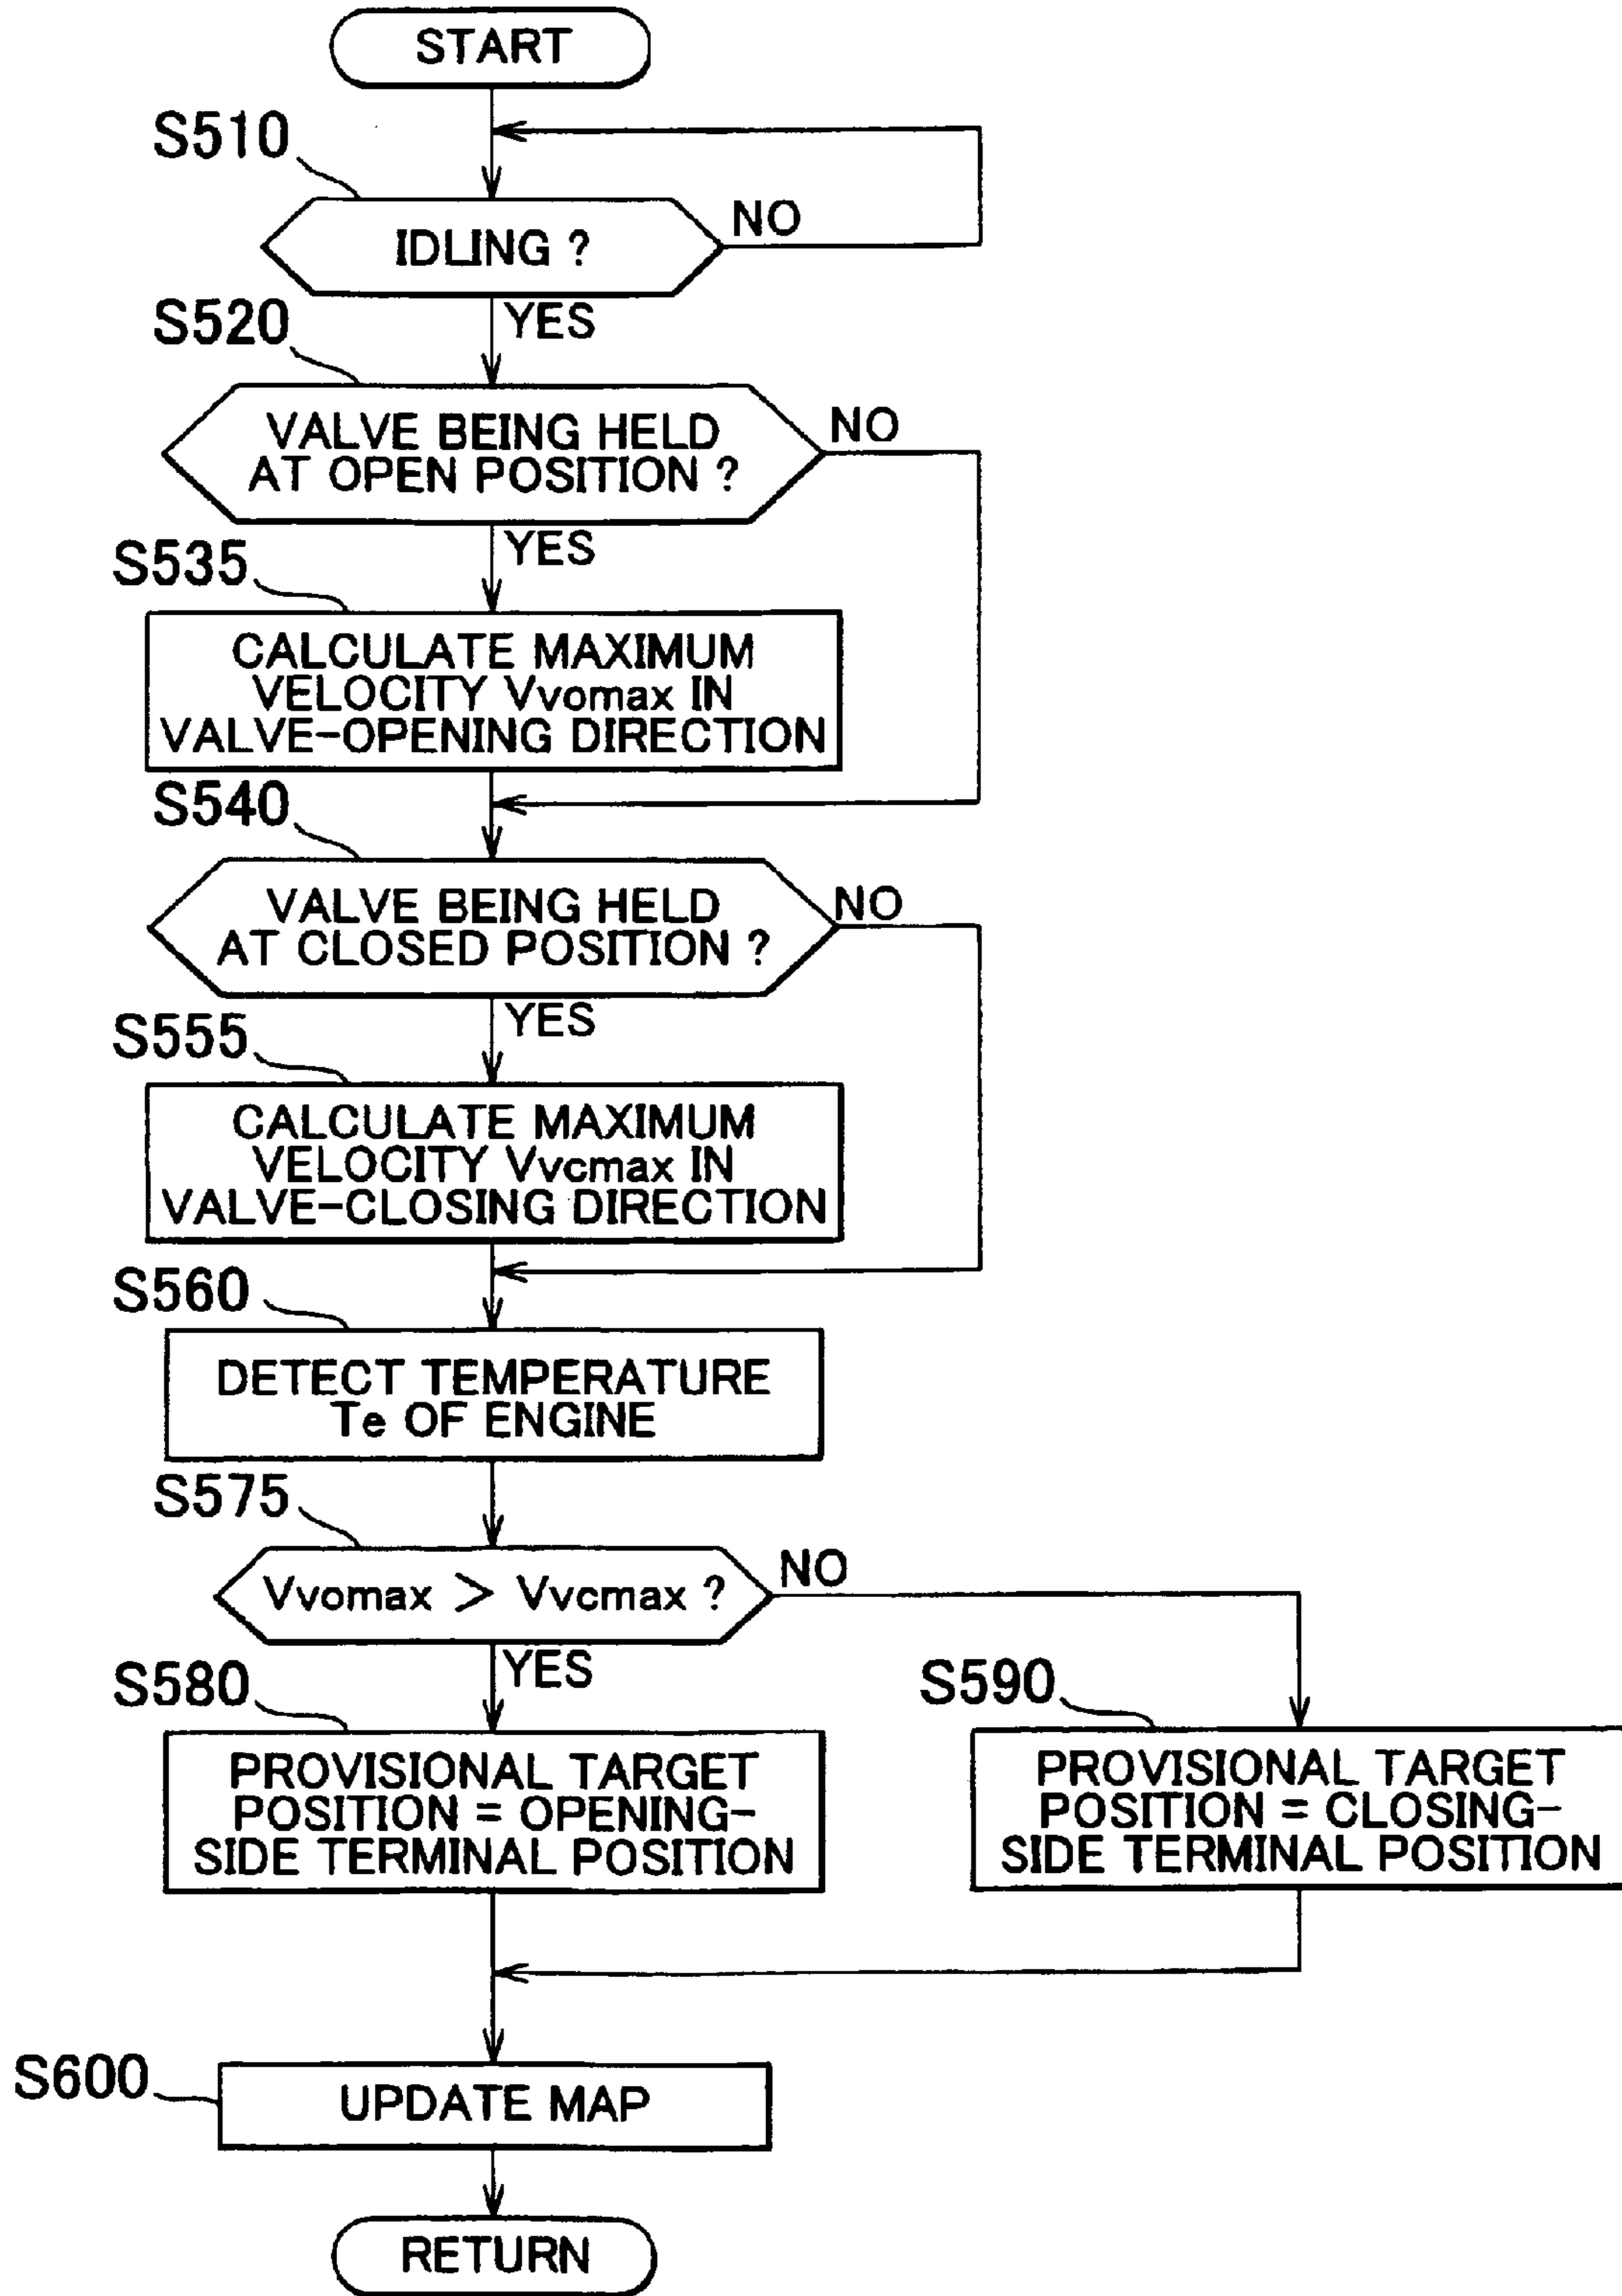 START
S510
IDLING ?
NO
YES
S520
VALVE BEING HELD
AT OPEN POSITION ?
NO
YES
S535
CALCULATE MAXIMUM
VELOCITY Vvomax IN
VALVE-OPENING DIRECTION
S540
VALVE BEING HELD
AT CLOSED POSITION ?
NO
YES
S555
CALCULATE MAXIMUM
VELOCITY Vvcmax IN
VALVE-CLOSING DIRECTION
S560
DETECT TEMPERATURE
Te OF ENGINE
S575
Vvomax > Vvcmax ?
NO
YES
S580
PROVISIONAL TARGET
POSITION = OPENING-
SIDE TERMINAL POSITION
S590
PROVISIONAL TARGET
POSITION = CLOSING-
SIDE TERMINAL POSITION
S600
UPDATE MAP
RETURN